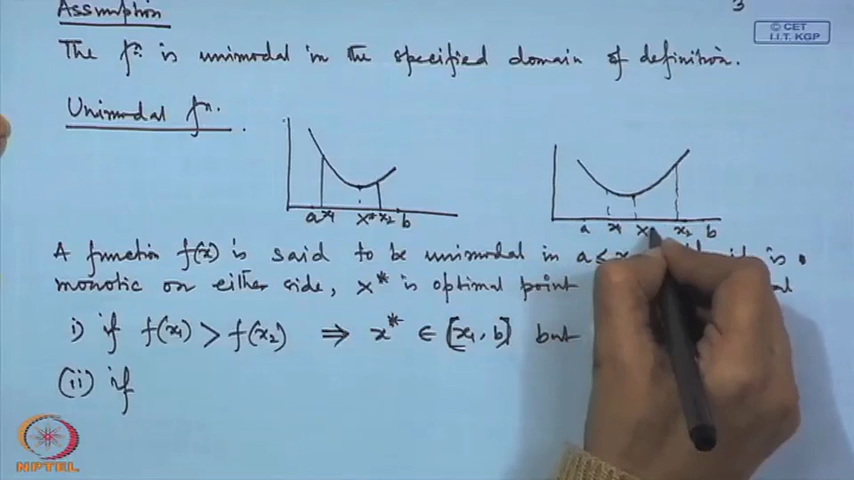 Assumption
3
© CET
I.I.T. KGP
The fn. is unimodal in the specified domain of definition.
Unimodal fn.
a x1 x* x2 b
a x1 x x2 b
A function f(x) is said to be unimodal in a ≤ it is
monotic on either side, x* is optimal point
i) if f(x1) > f(x2) ⇒ x* ∈ [x1, b] but
(ii) if
NPTEL